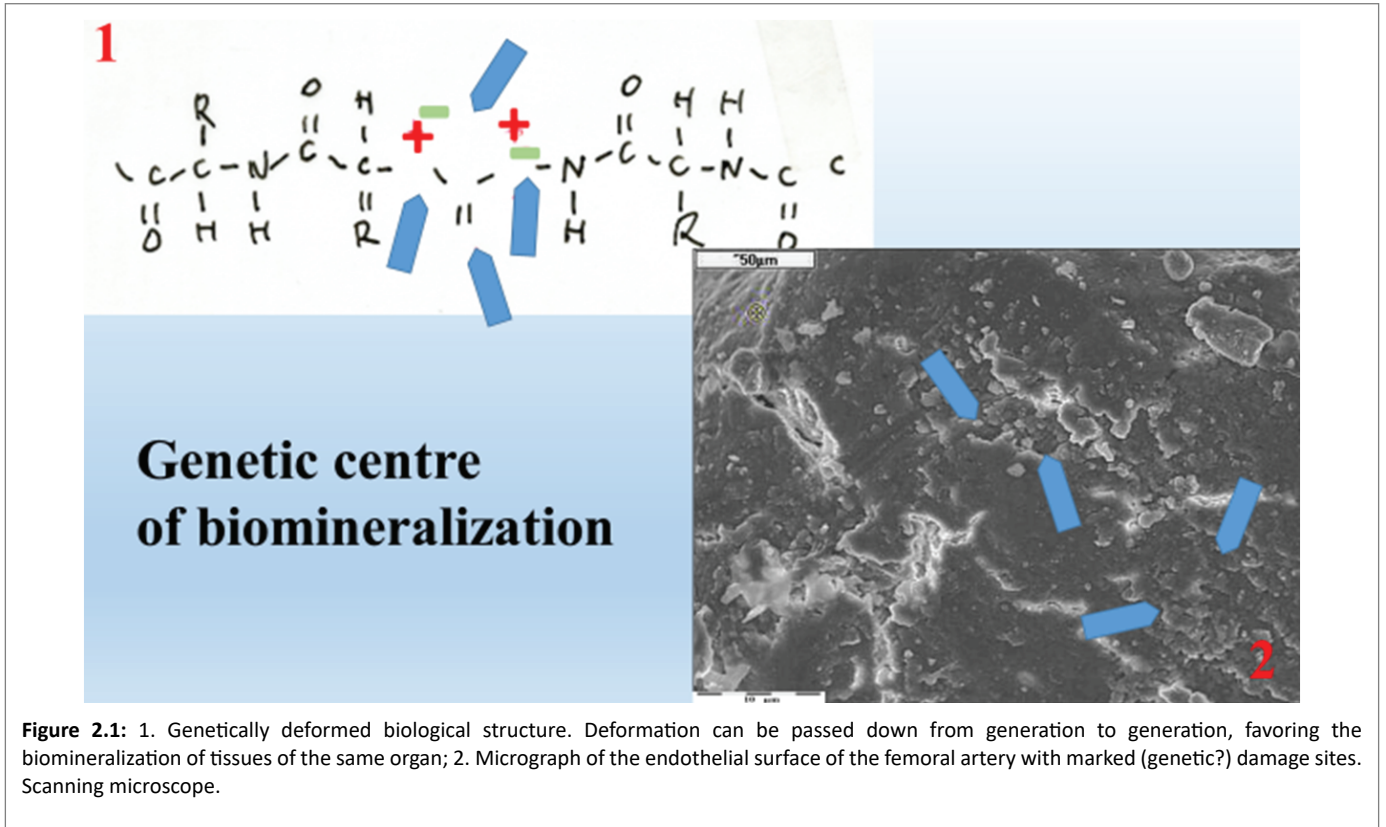 1
O O
R H H H
|| ||
\ C - C - N - C \ C - \ - - N - C \ C - N \ C C
|| || || ||
O H H R H R O
+ - + -
"50µm
Genetic centre
of biomineralization
2
10 µm
Figure 2.1: 1. Genetically deformed biological structure. Deformation can be passed down from generation to generation, favoring the
biomineralization of tissues of the same organ; 2. Micrograph of the endothelial surface of the femoral artery with marked (genetic?) damage sites.
Scanning microscope.